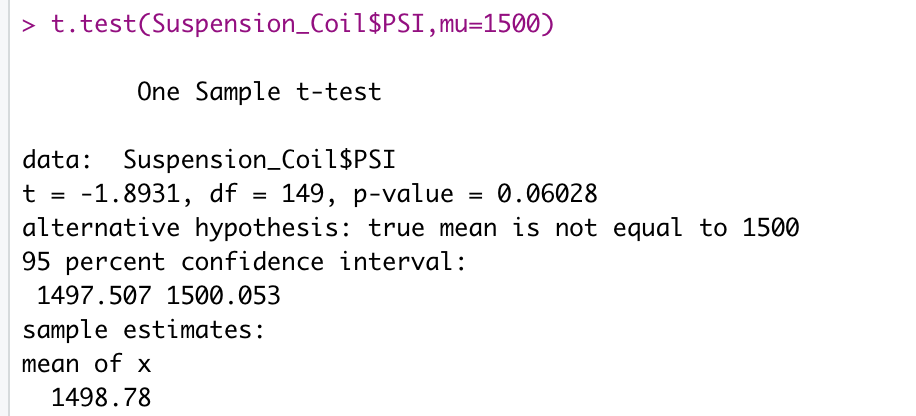 > t.test(Suspension_Coil$PSI,mu=1500)
One Sample t-test
data:  Suspension_Coil$PSI
t = -1.8931, df = 149, p-value = 0.06028
alternative hypothesis: true mean is not equal to 1500
95 percent confidence interval:
1497.507 1500.053
sample estimates:
mean of x
1498.78